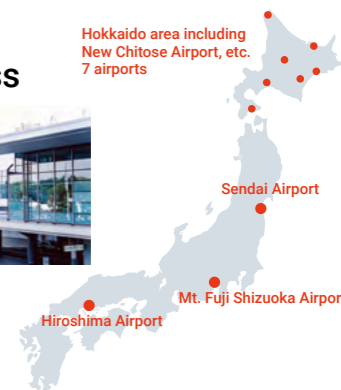 Hokkaido area including
New Chitose Airport, etc.
7 airports
ss
Sendai Airport
Mt. Fuji Shizuoka Airpor
Hiroshima Airport